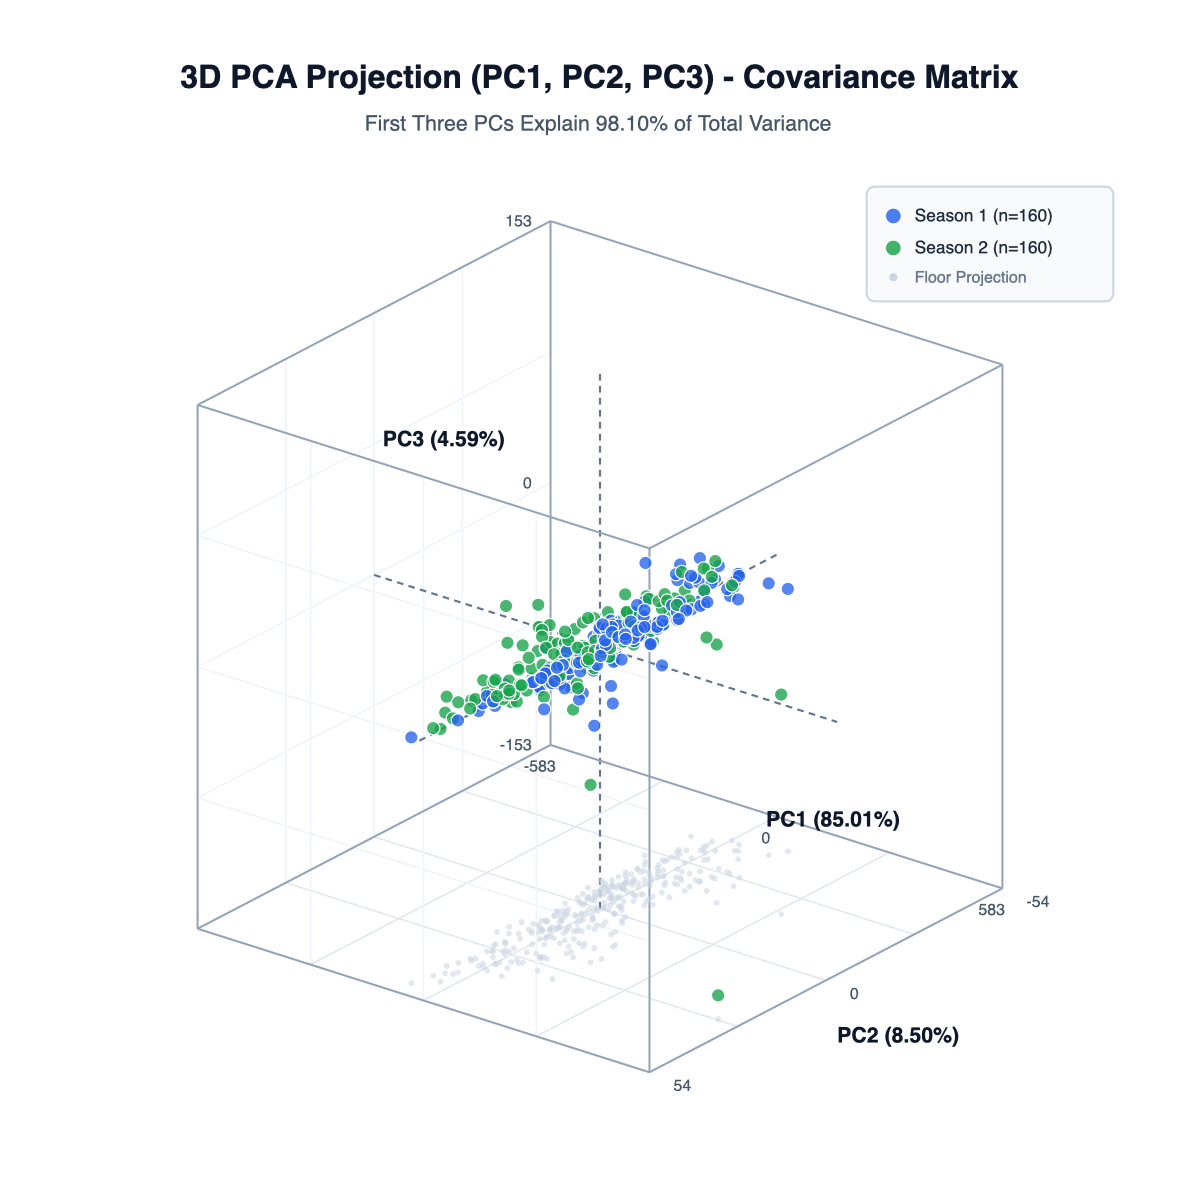 3D PCA Projection (PC1, PC2, PC3) - Covariance Matrix
First Three PCs Explain 98.10% of Total Variance
Season 1 (n=160)
Season 2 (n=160)
Floor Projection
153
PC3 (4.59%)
0
-153
-583
PC1 (85.01%)
0
583
-54
0
PC2 (8.50%)
54